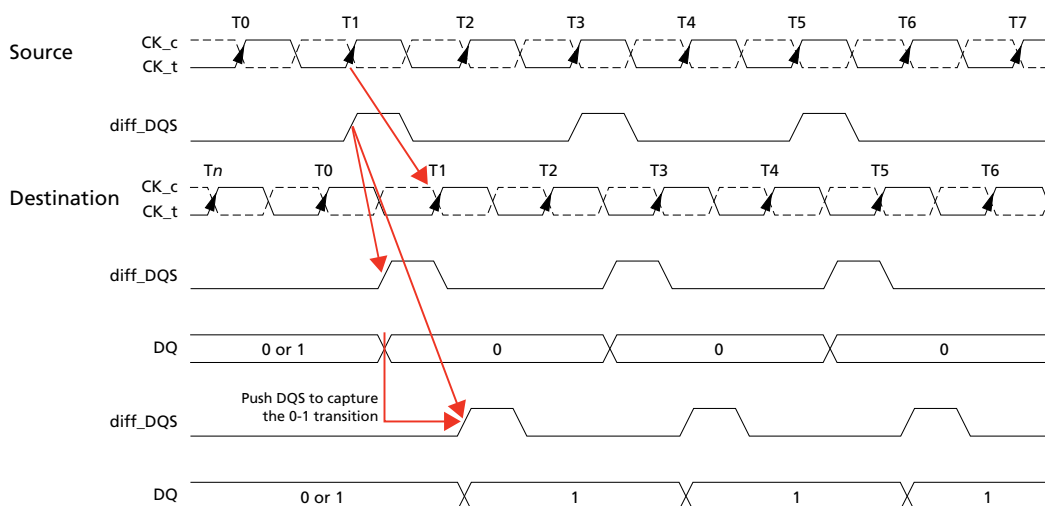 T0 T1 T2 T3 T4 T5 T6 T7
Source
CK_c
CK_t
diff_DQS
Tn T0 T1 T2 T3 T4 T5 T6
Destination
CK_c
CK_t
diff_DQS
DQ 0 or 1 0 0 0
Push DQS to capture
the 0-1 transition
diff_DQS
DQ 0 or 1 1 1 1